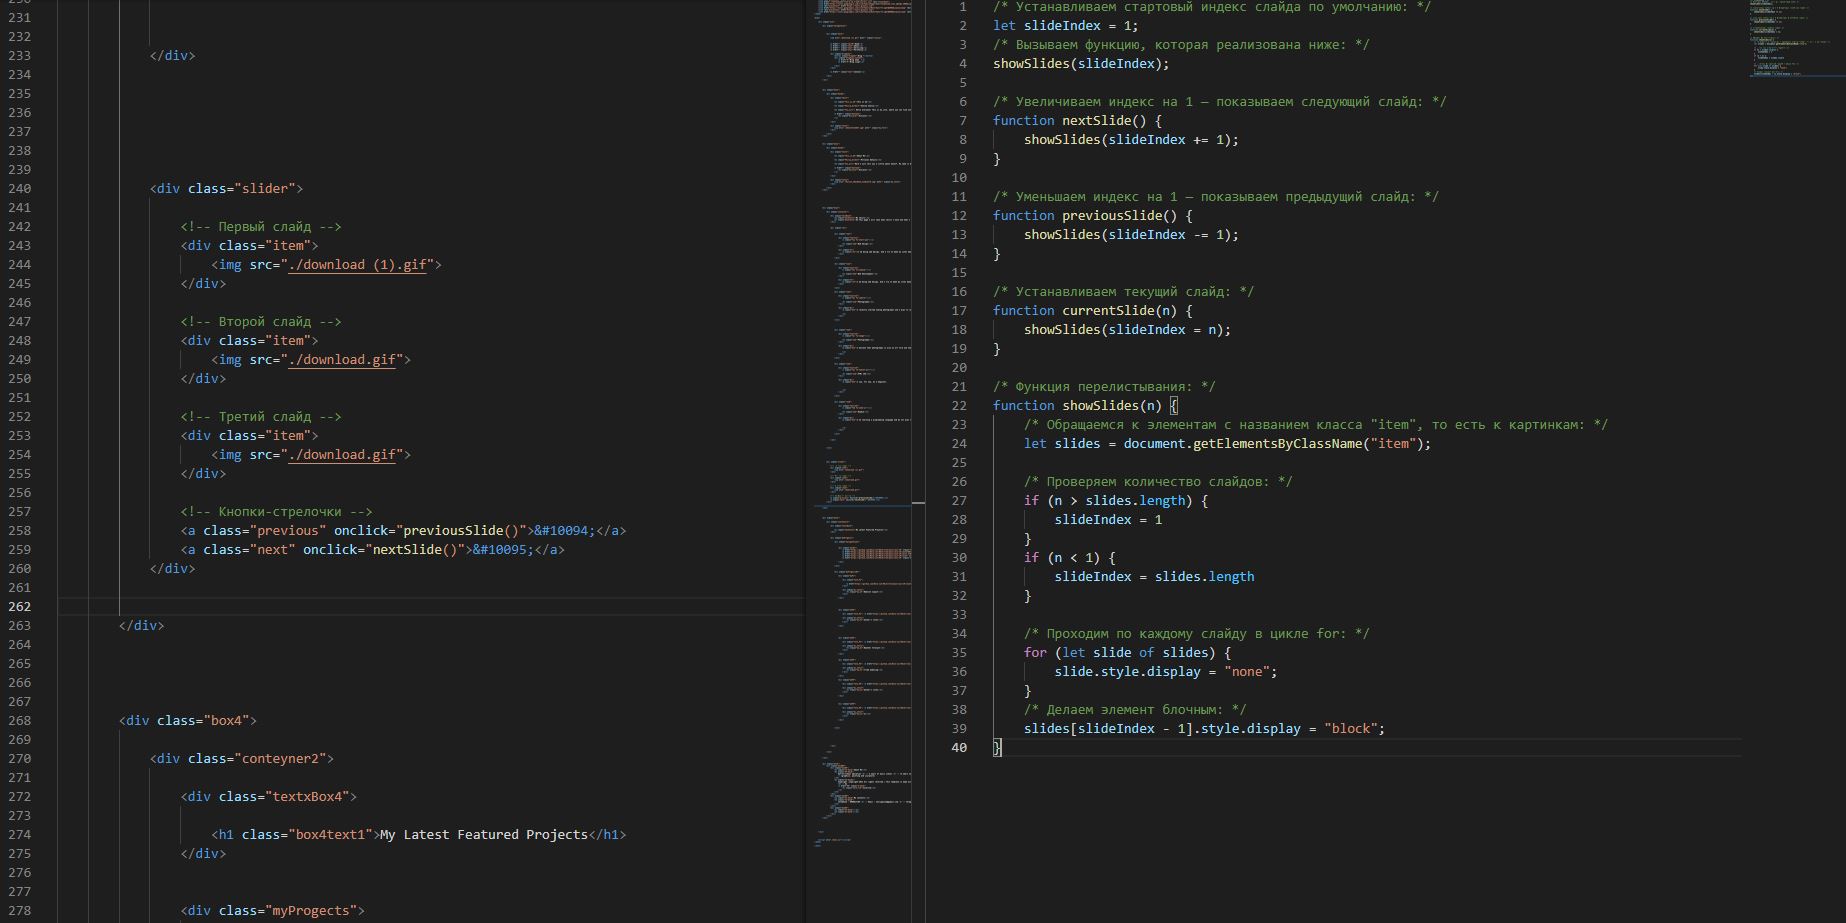 231
232
233 </div>
234
235
236
237
238
239
240 <div class="slider">
241
242 <!-- Первый слайд -->
243 <div class="item">
244 <img src="./download (1).gif">
245 </div>
246
247 <!-- Второй слайд -->
248 <div class="item">
249 <img src="./download.gif">
250 </div>
251
252 <!-- Третий слайд -->
253 <div class="item">
254 <img src="./download.gif">
255 </div>
256
257 <!-- Кнопки-стрелочки -->
258 <a class="previous" onclick="previousSlide()">&#10094;</a>
259 <a class="next" onclick="nextSlide()">&#10095;</a>
260 </div>
261
262
263 </div>
264
265
266
267
268 <div class="box4">
269
270 <div class="conteyner2">
271
272 <div class="textxBox4">
273
274 <h1 class="box4text1">My Latest Featured Projects</h1>
275 </div>
276
277
278 <div class="myProgects">
1 /* Устанавливаем стартовый индекс слайда по умолчанию: */
2 let slideIndex = 1;
3 /* Вызываем функцию, которая реализована ниже: */
4 showSlides(slideIndex);
5
6 /* Увеличиваем индекс на 1 — показываем следующий слайд: */
7 function nextSlide() {
8 showSlides(slideIndex += 1);
9 }
10
11 /* Уменьшаем индекс на 1 — показываем предыдущий слайд: */
12 function previousSlide() {
13 showSlides(slideIndex -= 1);
14 }
15
16 /* Устанавливаем текущий слайд: */
17 function currentSlide(n) {
18 showSlides(slideIndex = n);
19 }
20
21 /* Функция перелистывания: */
22 function showSlides(n) {
23 /* Обращаемся к элементам с названием класса "item", то есть к картинкам: */
24 let slides = document.getElementsByClassName("item");
25
26 /* Проверяем количество слайдов: */
27 if (n > slides.length) {
28 slideIndex = 1
29 }
30 if (n < 1) {
31 slideIndex = slides.length
32 }
33
34 /* Проходим по каждому слайду в цикле for: */
35 for (let slide of slides) {
36 slide.style.display = "none";
37 }
38 /* Делаем элемент блочным: */
39 slides[slideIndex - 1].style.display = "block";
40 }